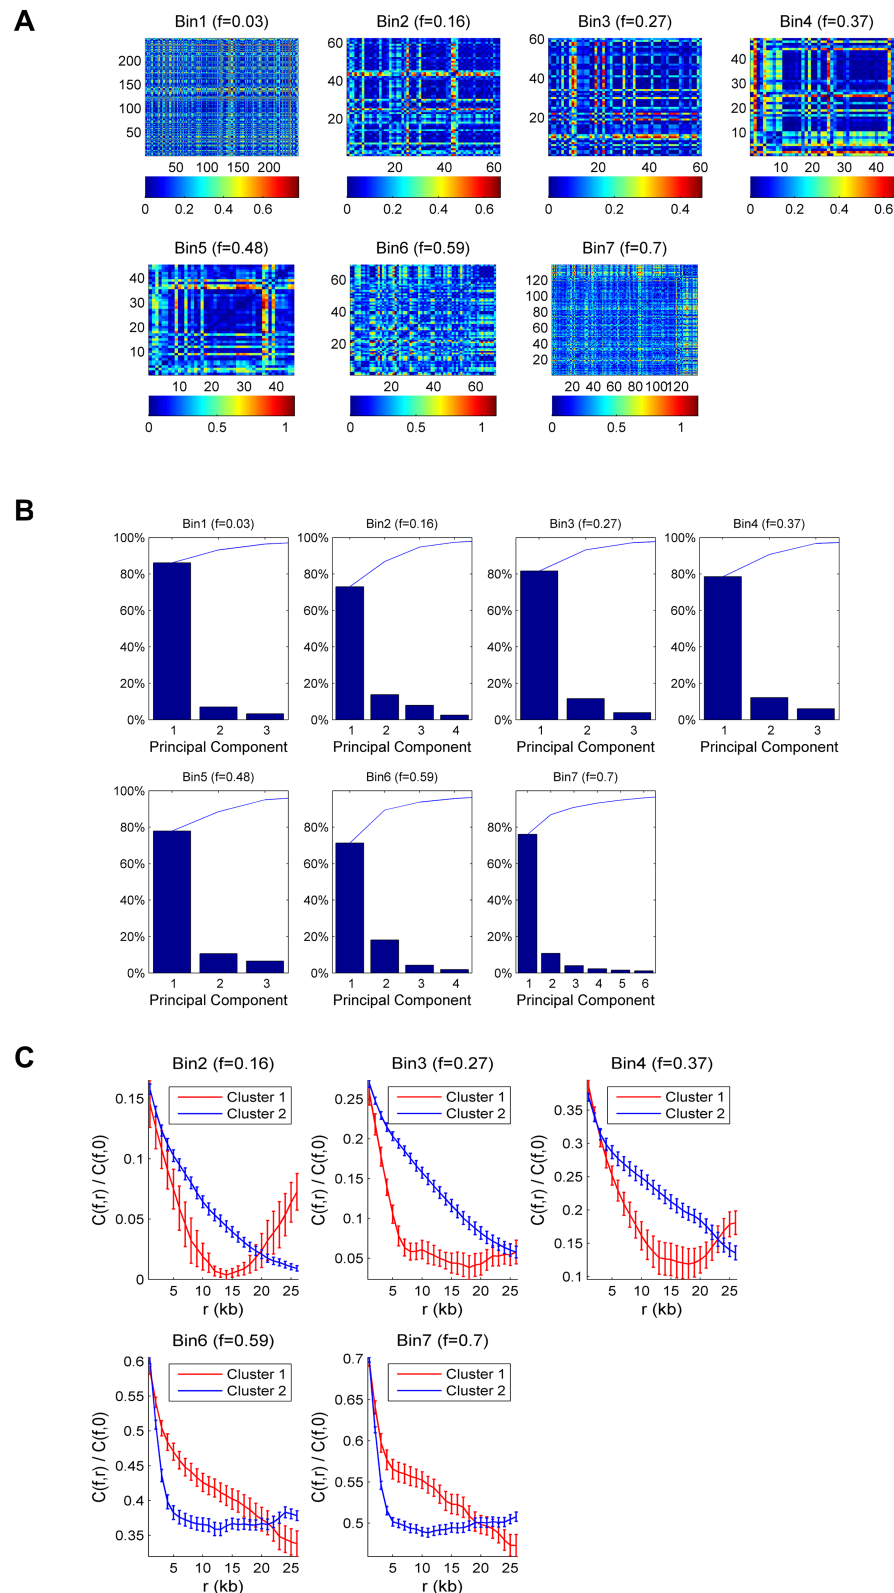 A
Bin1 (f=0.03) Bin2 (f=0.16) Bin3 (f=0.27) Bin4 (f=0.37)
200 150 100 50
60 40 20
60 50 40 30 20 10
40 30 20 10
50 100 150 200
20 40 60
20 40 60
10 20 30 40
0 0.2 0.4 0.6
0 0.2 0.4 0.6
0 0.2 0.4
0 0.2 0.4 0.6
Bin5 (f=0.48) Bin6 (f=0.59) Bin7 (f=0.7)
40 30 20 10
60 40 20
120 100 80 60 40 20
10 20 30 40
20 40 60
20 40 60 80 100 120
0 0.5 1
0 0.5 1
0 0.5 1
B
Bin1 (f=0.03) Bin2 (f=0.16) Bin3 (f=0.27) Bin4 (f=0.37)
100% 100% 100% 100%
80% 80% 80% 80%
60% 60% 60% 60%
40% 40% 40% 40%
20% 20% 20% 20%
0% 0% 0% 0%
1 2 3 1 2 3 4 1 2 3 1 2 3
Principal Component Principal Component Principal Component Principal Component
Bin5 (f=0.48) Bin6 (f=0.59) Bin7 (f=0.7)
100% 100% 100%
80% 80% 80%
60% 60% 60%
40% 40% 40%
20% 20% 20%
0% 0% 0%
1 2 3 1 2 3 4 1 2 3 4 5 6
Principal Component Principal Component Principal Component
C
Bin2 (f=0.16) Bin3 (f=0.27) Bin4 (f=0.37)
Cluster 1 Cluster 1 Cluster 1
Cluster 2 Cluster 2 Cluster 2
C(f,r) / C(f,0) C(f,r) / C(f,0) C(f,r) / C(f,0)
0.15 0.1 0.05 0
0.25 0.2 0.15 0.1 0.05
0.35 0.3 0.25 0.2 0.15 0.1
5 10 15 20 25 5 10 15 20 25 5 10 15 20 25
r (kb) r (kb) r (kb)
Bin6 (f=0.59) Bin7 (f=0.7)
Cluster 1 Cluster 1
Cluster 2 Cluster 2
C(f,r) / C(f,0) C(f,r) / C(f,0)
0.6 0.55 0.5 0.45 0.4 0.35
0.7 0.65 0.6 0.55 0.5
5 10 15 20 25 5 10 15 20 25
r (kb) r (kb)